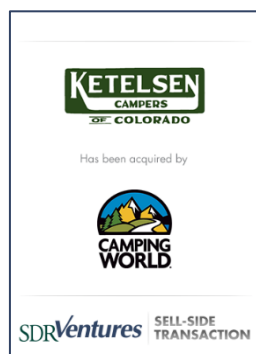 KETELSEN
CAMPERS
OF COLORADO
Has been acquired by
CAMPING
WORLD.
SDRVentures SELL-SIDE
TRANSACTION